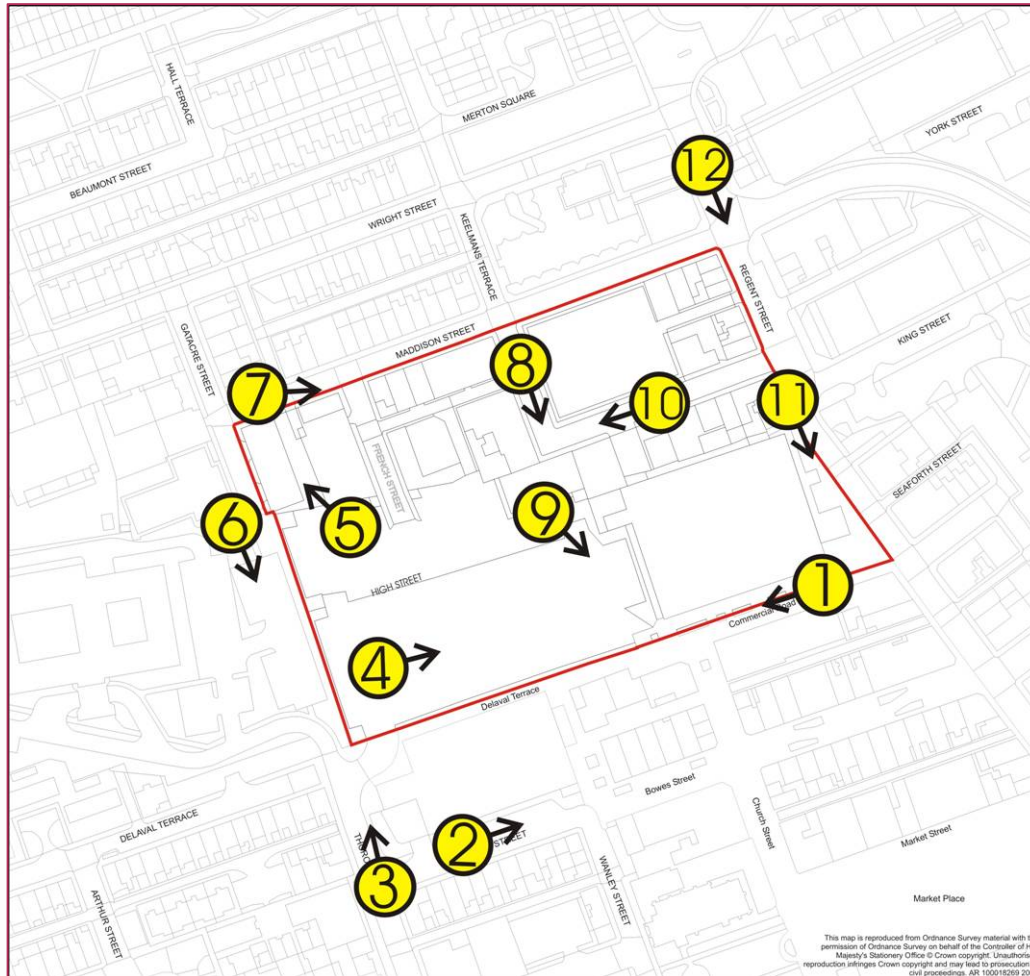 HALL TERRACE
MERTON SQUARE
YORK STREET
BEAUMONT STREET
12
WRIGHT STREET
KEELMANS TERRACE
REGENT STREET
GATACRE STREET
MADDISON STREET
KING STREET
8
7
10
11
FRENCH STREET
SEAFORTH STREET
9
6
5
HIGH STREET
1
Commercial Road
4
Delaval Terrace
Bowes Street
DELAVAL TERRACE
Church Street
2
STREET
Market Street
3
WANLEY STREET
ARTHUR STREET
Market Place
This map is reproduced from Ordnance Survey material with
permission of Ordnance Survey on behalf of the Controller of
Majesty's Stationery Office © Crown copyright.
reproduction infringes Crown copyright and may lead to
civil proceedings. AR